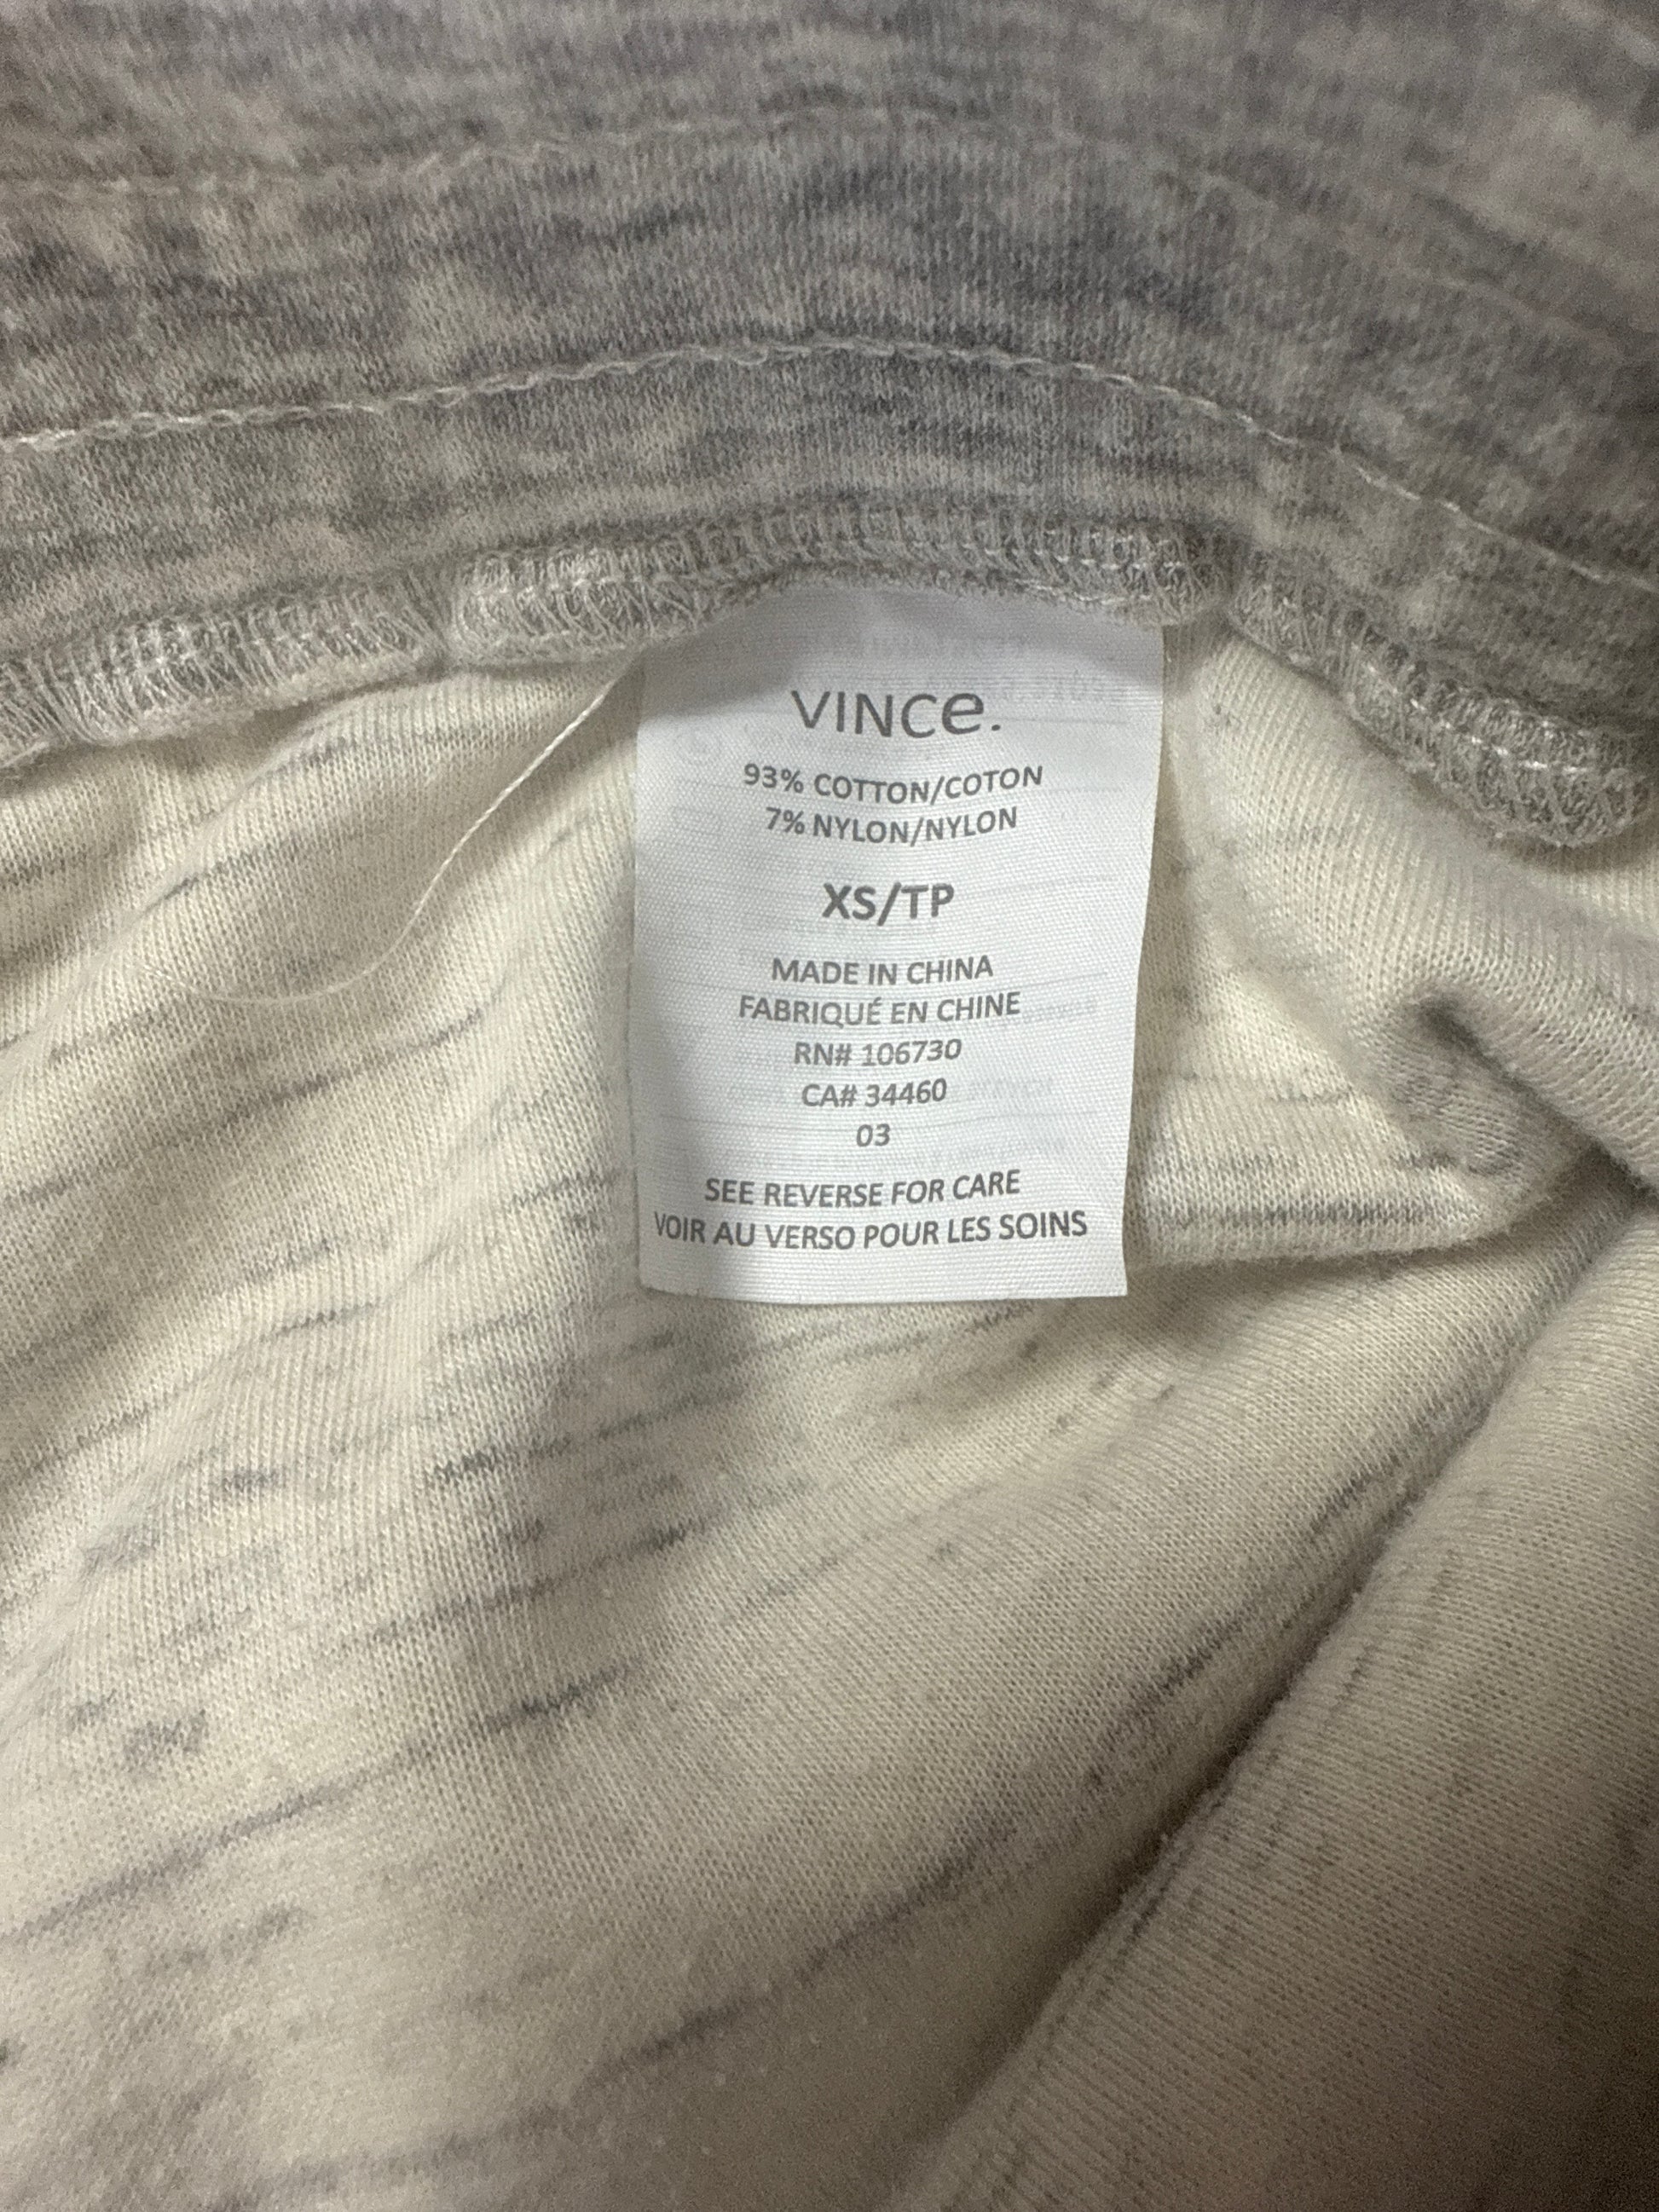 VINCe.
93% COTTON/COTON
7% NYLON/NYLON
XS/TP
MADE IN CHINA
FABRIQUÉ EN CHINE
RN# 106730
CA# 34460
03
SEE REVERSE FOR CARE
VOIR AU VERSO POUR LES SOINS